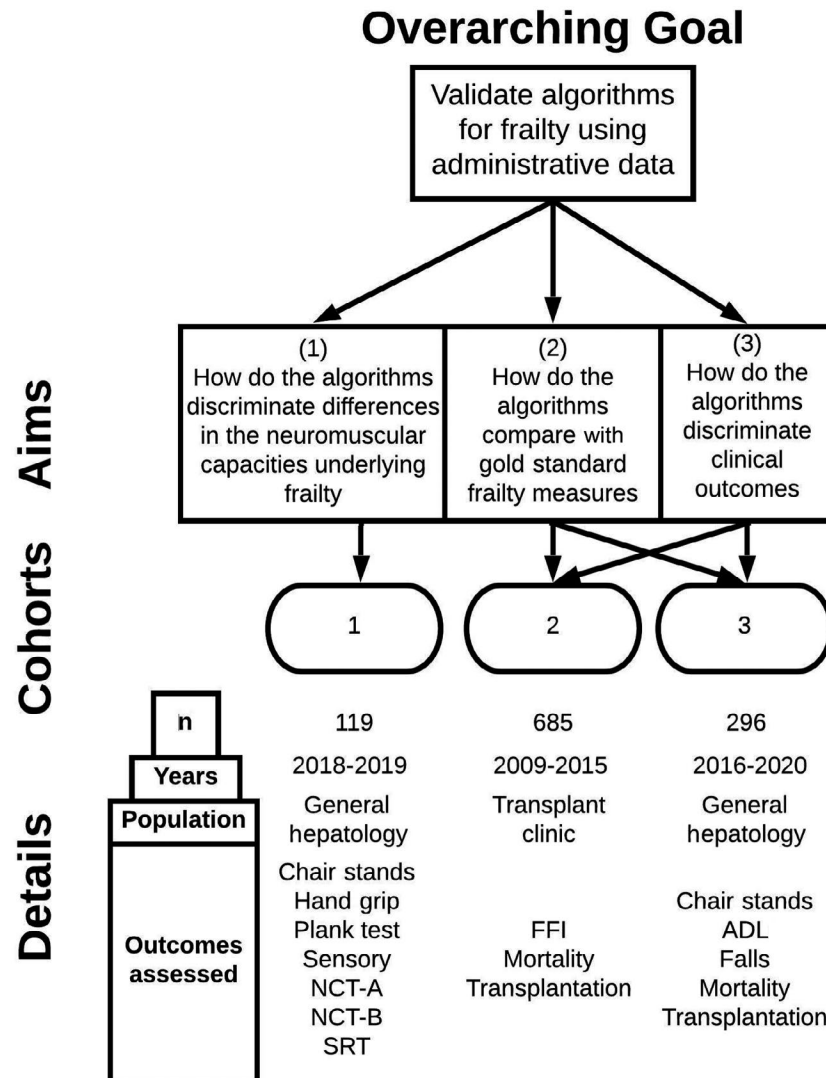 Overarching Goal
Validate algorithms
for frailty using
administrative data
Aims
(1)
How do the algorithms
discriminate differences
in the neuromuscular
capacities underlying
frailty
(2)
How do the
algorithms
compare with
gold standard
frailty measures
(3)
How do the
algorithms
discriminate
clinical
outcomes
Cohorts
1
2
3
Details
n
119
685
296
Years
2018-2019
2009-2015
2016-2020
Population
General
hepatology
Transplant
clinic
General
hepatology
Outcomes
assessed
Chair stands
Hand grip
Plank test
Sensory
NCT-A
NCT-B
SRT
FFI
Mortality
Transplantation
Chair stands
ADL
Falls
Mortality
Transplantation